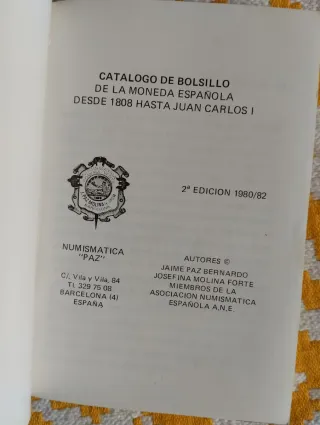 CATALOGO DE BOLSILLO
DE LA MONEDA ESPAÑOLA
DESDE 1808 HASTA JUAN CARLOS I
2ª EDICION 1980/82
NUMISMATICA
"PAZ"
C/. Vila y Vila, 84
Tl. 329 75 08
BARCELONA (4)
ESPAÑA
AUTORES ©
JAIME PAZ BERNARDO
JOSEFINA MOLINA FORTE
MIEMBROS DE LA
ASOCIACION NUMISMATICA
ESPAÑOLA A.N.E.